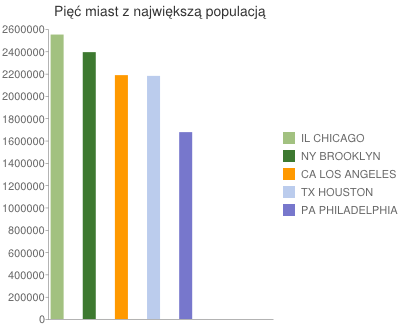 Pięć miast z największą populacją
2600000
2400000
2200000
2000000
1800000
1600000
1400000
1200000
1000000
800000
600000
400000
200000
0
IL CHICAGO
NY BROOKLYN
CA LOS ANGELES
TX HOUSTON
PA PHILADELPHIA